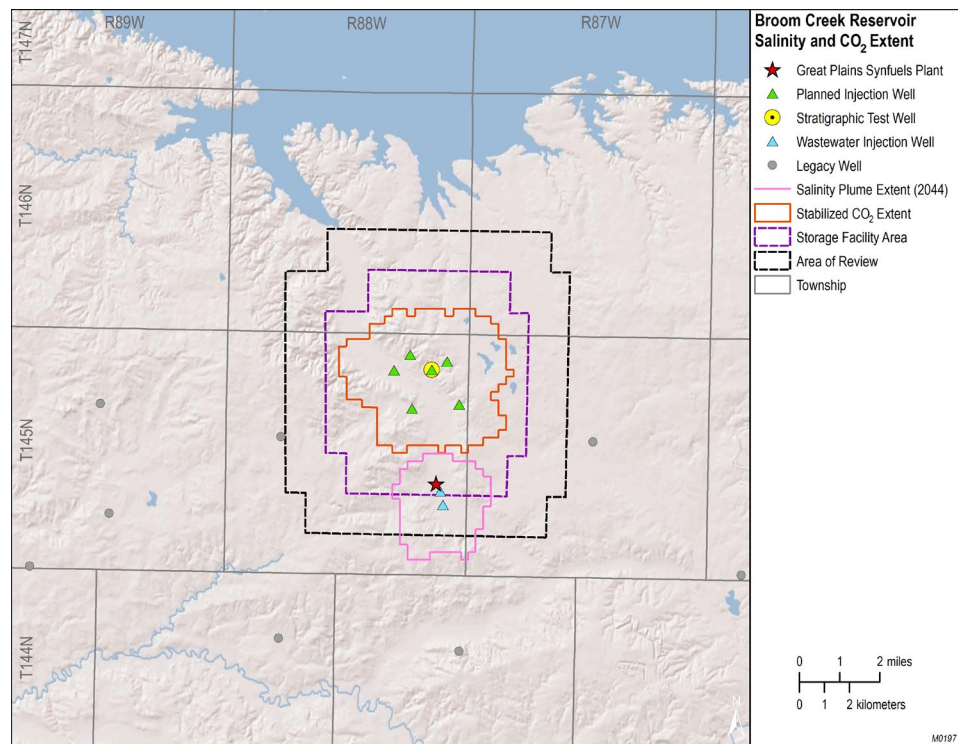 R89W
R88W
R87W
T147N
T146N
T145N
T144N
Broom Creek Reservoir
Salinity and CO2 Extent
Great Plains Synfuels Plant
Planned Injection Well
Stratigraphic Test Well
Wastewater Injection Well
Legacy Well
Salinity Plume Extent (2044)
Stabilized CO2 Extent
Storage Facility Area
Area of Review
Township
0 1 2 miles
0 1 2 kilometers
M0197